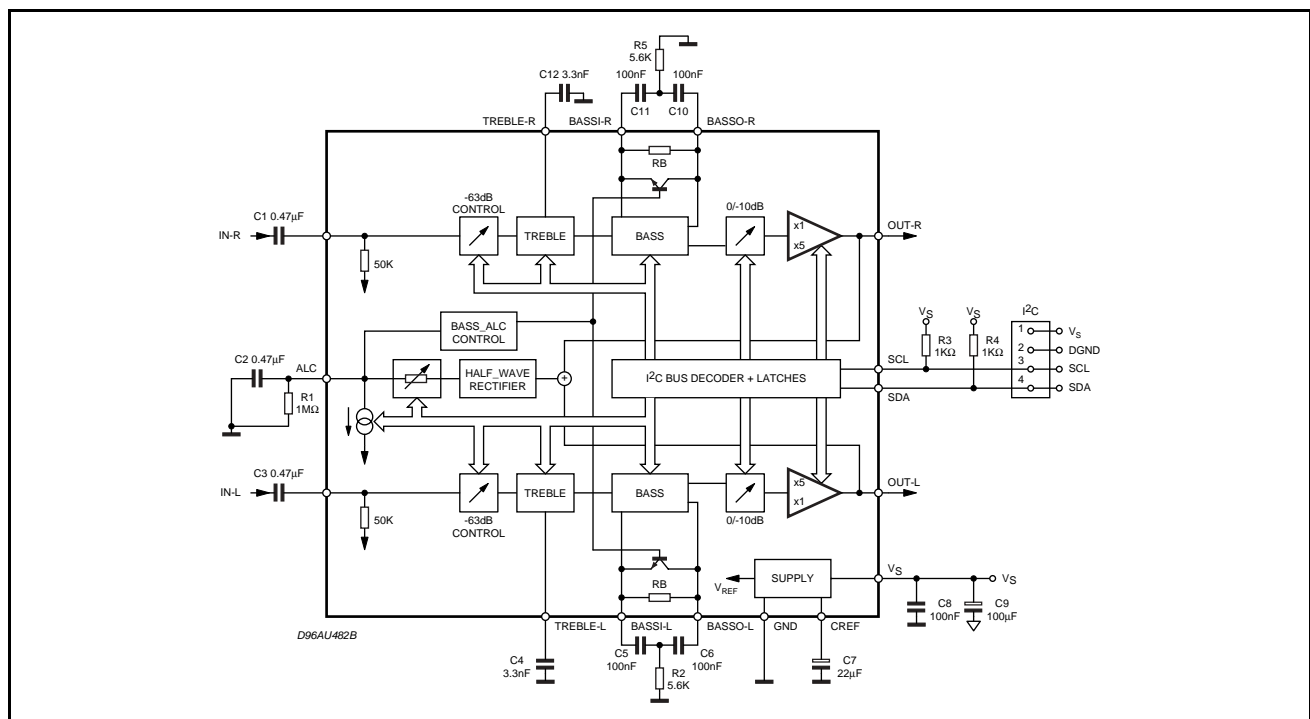 R5
5.6K
C12 3.3nF
100nF
100nF
C11
C10
TREBLE-R
BASSI-R
BASSO-R
RB
-63dB
CONTROL
0/-10dB
C1 0.47µF
IN-R
TREBLE
BASS
x1
x5
OUT-R
50K
BASS_ALC
CONTROL
VS
VS
I2C
R3
1KΩ
R4
1KΩ
1
VS
2
DGND
3
SCL
4
SDA
C2 0.47µF
ALC
HALF_WAVE
RECTIFIER
+
I2C BUS DECODER + LATCHES
SCL
SDA
R1
1MΩ
C3 0.47µF
IN-L
TREBLE
BASS
x5
x1
OUT-L
50K
-63dB
CONTROL
0/-10dB
RB
VREF
SUPPLY
VS
VS
C8
100nF
C9
100µF
D96AU482B
TREBLE-L
BASSI-L
BASSO-L
GND
CREF
C4
3.3nF
C5
100nF
C6
100nF
R2
5.6K
C7
22µF